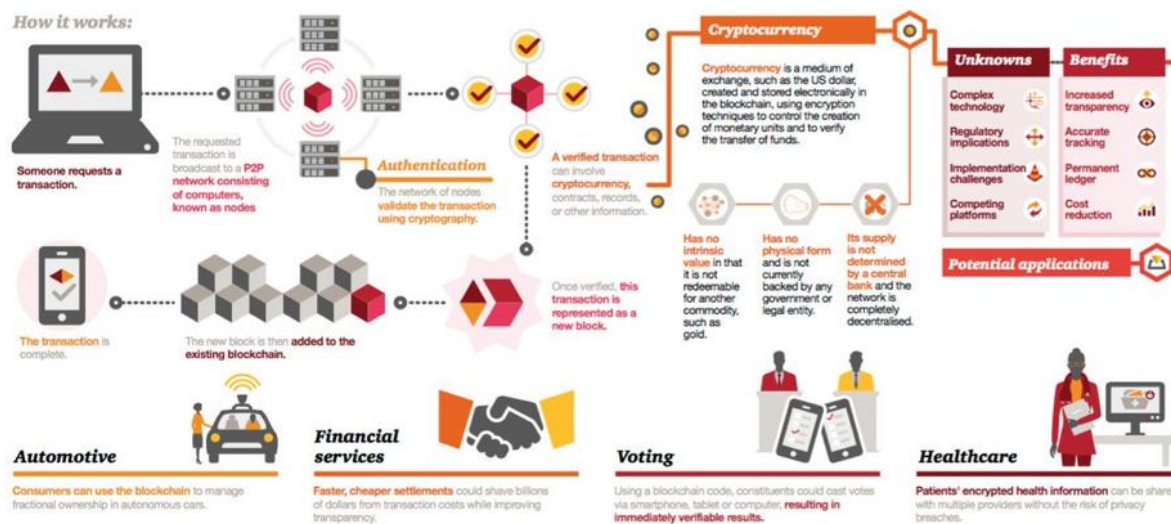 How it works:
Someone requests a
transaction.
The requested
transaction is
broadcast to a P2P
network consisting
of computers,
known as nodes
Authentication
The network of nodes
validate the transaction
using cryptography.
A verified transaction
can involve
cryptocurrency,
contracts, records,
or other information.
Once verified, this
transaction is
represented as a
new block.
The new block is then added to the
existing blockchain.
The transaction is
complete.
Cryptocurrency
Cryptocurrency is a medium of
exchange, such as the US dollar,
created and stored electronically in
the blockchain, using encryption
techniques to control the creation
of monetary units and to verify
the transfer of funds.
Has no
intrinsic
value in that
it is not
redeemable
for another
commodity,
such as
gold.
Has no
physical form
and is not
currently
backed by any
government or
legal entity.
Its supply
is not
determined
by a central
bank and the
network is
completely
decentralised.
Unknowns
Complex
technology
Regulatory
implications
Implementation
challenges
Competing
platforms
Benefits
Increased
transparency
Accurate
tracking
Permanent
ledger
Cost
reduction
Potential applications
Automotive
Consumers can use the blockchain to manage
fractional ownership in autonomous cars.
Financial
services
Faster, cheaper settlements could shave billions
of dollars from transaction costs while improving
transparency.
Voting
Using a blockchain code, constituents could cast votes
via smartphone, tablet or computer, resulting in
immediately verifiable results.
Healthcare
Patients' encrypted health information can be share
with multiple providers without the risk of privacy
breaches.